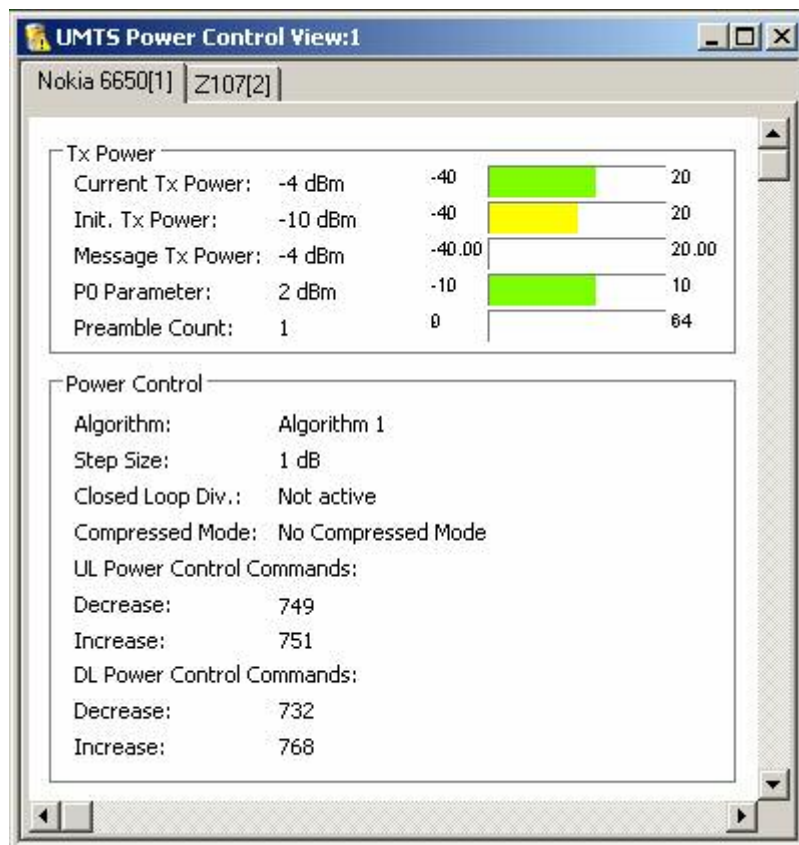 UMTS Power Control View:1
Nokia 6650[1] Z107[2]
Tx Power
Current Tx Power: -4 dBm -40 20
Init. Tx Power: -10 dBm -40 20
Message Tx Power: -4 dBm -40.00 20.00
P0 Parameter: 2 dBm -10 10
Preamble Count: 1 0 64
Power Control
Algorithm: Algorithm 1
Step Size: 1 dB
Closed Loop Div.: Not active
Compressed Mode: No Compressed Mode
UL Power Control Commands:
Decrease: 749
Increase: 751
DL Power Control Commands:
Decrease: 732
Increase: 768